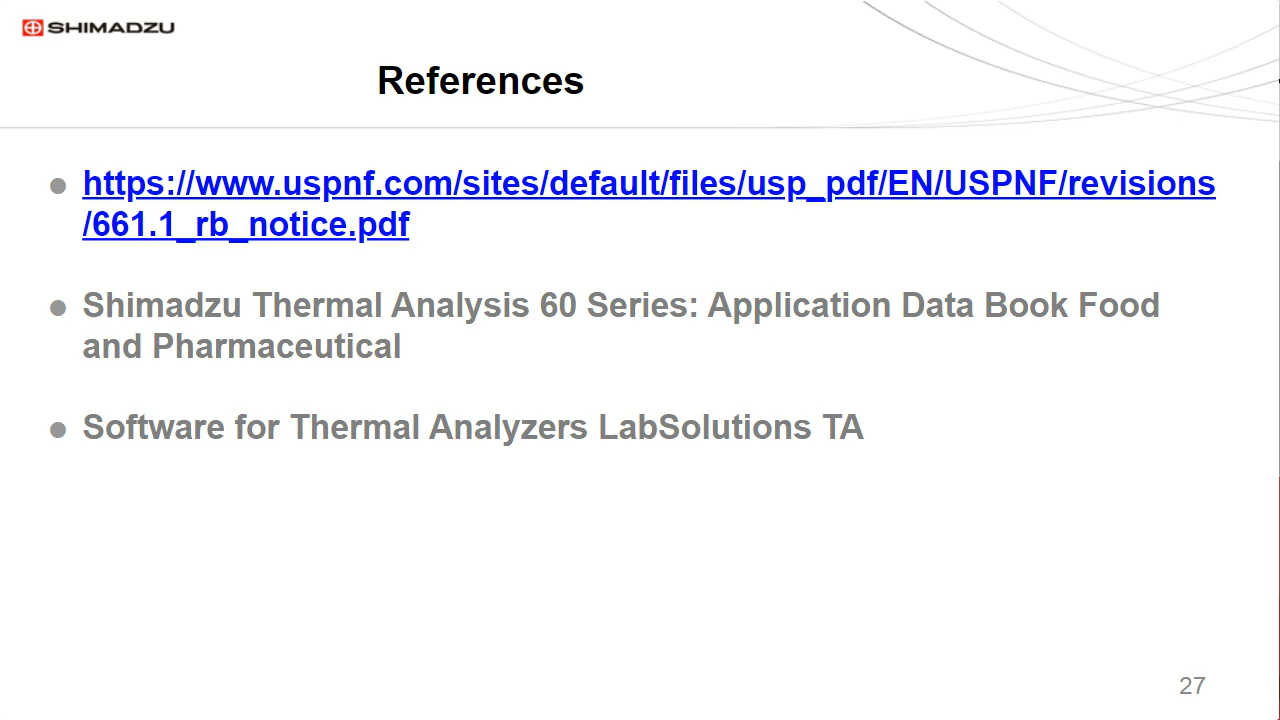 SHIMADZU
References
https://www.uspnf.com/sites/default/files/usp_pdf/EN/USPNF/revisions
/661.1_rb_notice.pdf
Shimadzu Thermal Analysis 60 Series: Application Data Book Food
and Pharmaceutical
Software for Thermal Analyzers LabSolutions TA
27